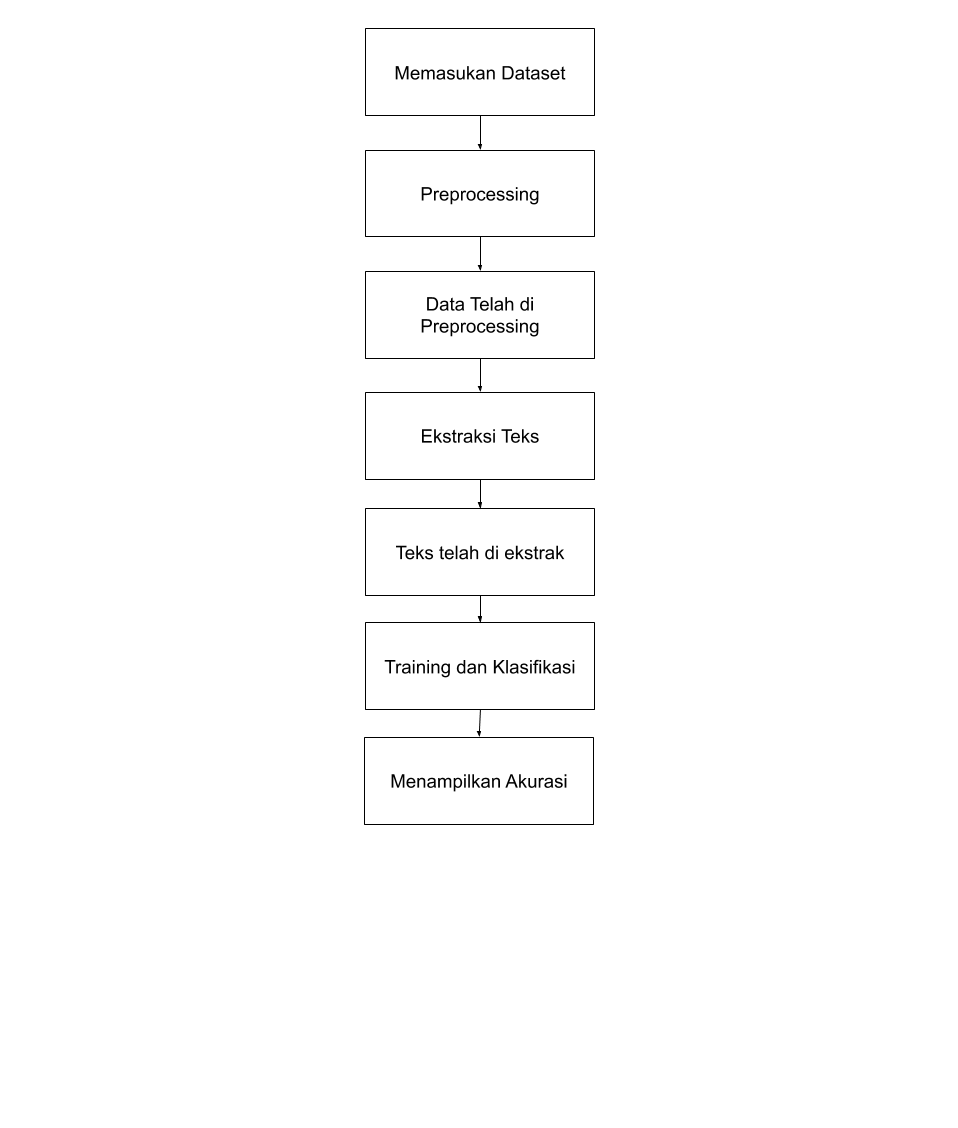 Memasukan Dataset
Preprocessing
Data Telah di
Preprocessing
Ekstraksi Teks
Teks telah di ekstrak
Training dan Klasifikasi
Menampilkan Akurasi